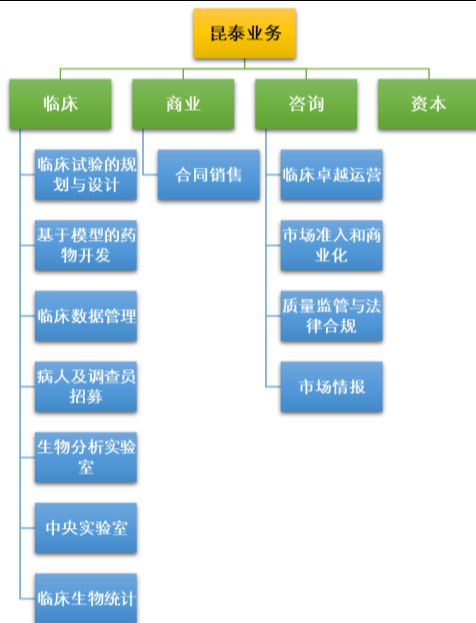 昆泰业务
临床
商业
咨询
资本
临床试验的规
划与设计
基于模型的药
物开发
临床数据管理
病人及调查员
招募
生物分析实验
室
中央实验室
临床生物统计
合同销售
临床卓越运营
市场准入和商
业化
质量监管与法
律合规
市场情报